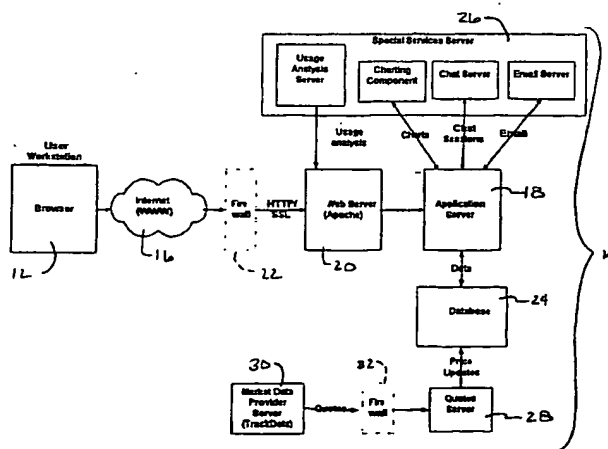 26
Special Services Server
Usage
Analysis
Server
Charting
Component
Chat Server
Email Server
Usage
analysis
Charts
Chat
Sessions
Email
User
Workstation
Browser
Internet
(WWW)
Fire
wall
HTTP/
SSL
Web Server
(Apache)
Application
Server
18
12
16
22
20
Data
Database
24
Price
Updates
30
32
Market Data
Provider
Server
(TrackData)
Quotes
Fire
wall
Quotes
Server
28